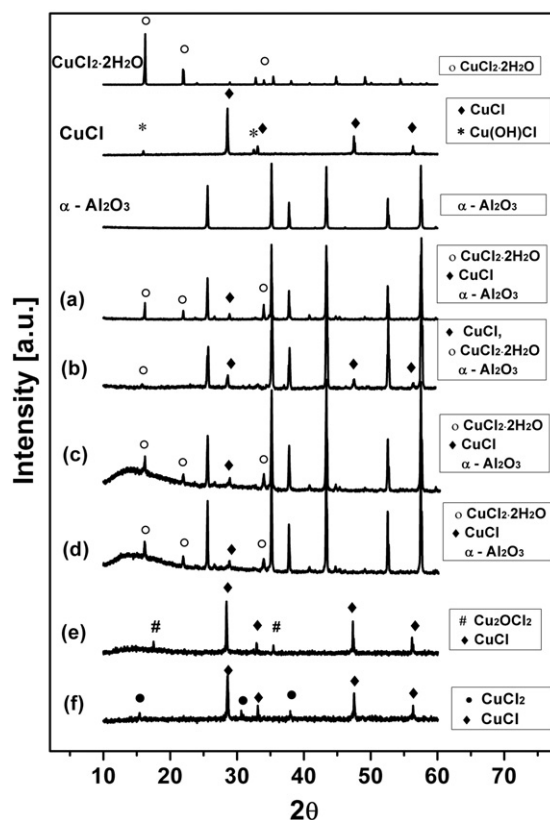 CuCl₂·2H₂O
o CuCl₂·2H₂O
CuCl
♦ CuCl
* Cu(OH)Cl
α - Al₂O₃
α - Al₂O₃
(a)
o CuCl₂·2H₂O
♦ CuCl
α - Al₂O₃
(b)
♦ CuCl,
o CuCl₂·2H₂O
α - Al₂O₃
(c)
o CuCl₂·2H₂O
♦ CuCl
α - Al₂O₃
(d)
o CuCl₂·2H₂O
♦ CuCl
α - Al₂O₃
(e)
# Cu₂OCl₂
♦ CuCl
(f)
● CuCl₂
♦ CuCl
Intensity [a.u.]
10 20 30 40 50 60 70 80
2θ